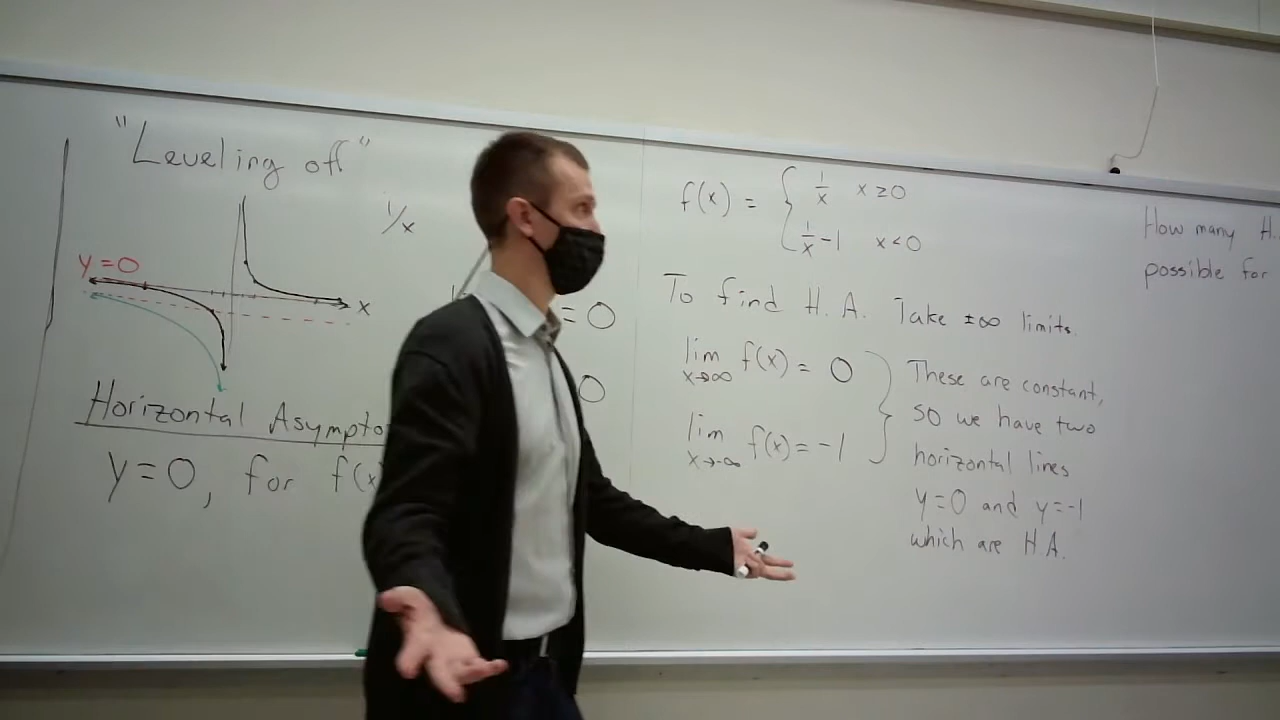 "Leveling off"
1/x
y=0
x
= 0
0
Horizontal Asympto
y=0, for f(x
f(x) = { 1/x x≥0
1/x -1 x<0
To find H.A. Take ±∞ limits.
lim x→∞ f(x) = 0
lim x→-∞ f(x) = -1
These are constant,
so we have two
horizontal lines
y=0 and y=-1
which are H.A.
How many H.
possible for